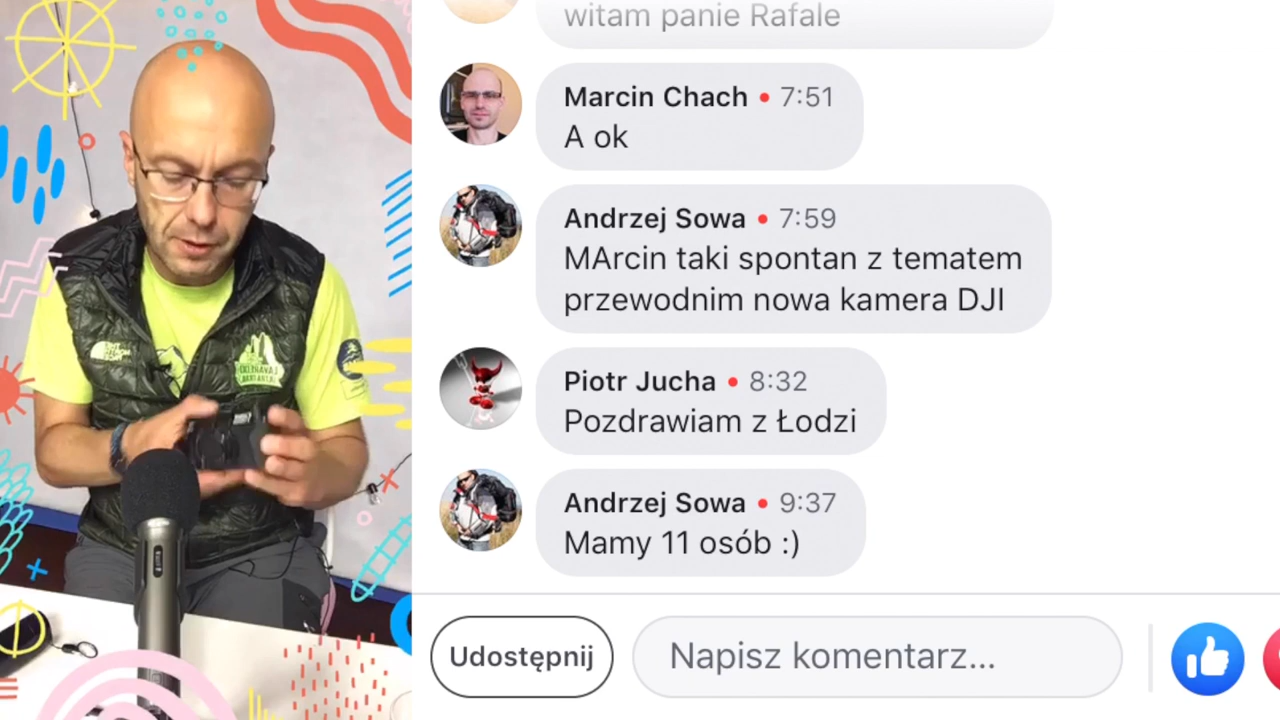 witam panie Rafale
Marcin Chach • 7:51
A ok
Andrzej Sowa • 7:59
MArcin taki spontan z tematem
przewodnim nowa kamera DJI
Piotr Jucha • 8:32
Pozdrawiam z Łodzi
Andrzej Sowa • 9:37
Mamy 11 osób :)
Udostępnij
Napisz komentarz...